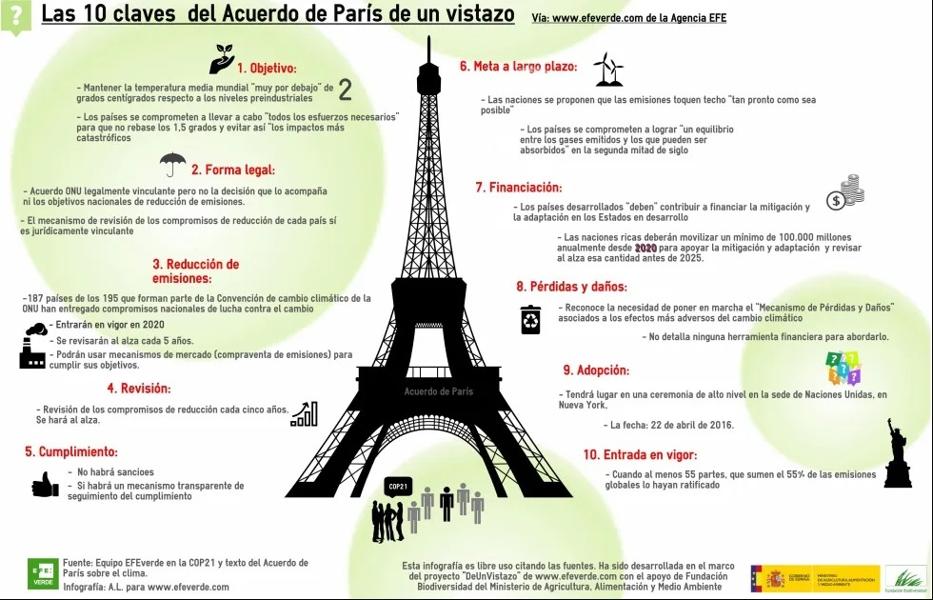 ?
Las 10 claves del Acuerdo de París de un vistazo
Vía: www.efeverde.com de la Agencia EFE
1. Objetivo:
- Mantener la temperatura media mundial "muy por debajo" de 2
grados centígrados respecto a los niveles preindustriales
- Los países se comprometen a llevar a cabo "todos los esfuerzos necesarios"
para que no rebase los 1,5 grados y evitar así "los impactos más
catastróficos
2. Forma legal:
- Acuerdo ONU legalmente vinculante pero no la decisión que lo acompaña
ni los objetivos nacionales de reducción de emisiones.
- El mecanismo de revisión de los compromisos de reducción de cada país sí
es jurídicamente vinculante
3. Reducción de
emisiones:
-187 países de los 195 que forman parte de la Convención de cambio climático de la
ONU han entregado compromisos nacionales de lucha contra el cambio
- Entrarán en vigor en 2020
- Se revisarán al alza cada 5 años.
- Podrán usar mecanismos de mercado (compraventa de emisiones) para
cumplir sus objetivos.
4. Revisión:
- Revisión de los compromisos de reducción cada cinco años.
Se hará al alza.
5. Cumplimiento:
- No habrá sancioes
- Si habrá un mecanismo transparente de
seguimiento del cumplimiento
Acuerdo de París
COP21
6. Meta a largo plazo:
- Las naciones se proponen que las emisiones toquen techo "tan pronto como sea
posible"
- Los países se comprometen a lograr "un equilibrio
entre los gases emitidos y los que pueden ser
absorbidos" en la segunda mitad de siglo
7. Financiación:
- Los países desarrollados "deben" contribuir a financiar la mitigación y
la adaptación en los Estados en desarrollo
- Las naciones ricas deberán movilizar un mínimo de 100.000 millones
anualmente desde 2020 para apoyar la mitigación y adaptación y revisar
al alza esa cantidad antes de 2025.
$
8. Pérdidas y daños:
- Reconoce la necesidad de poner en marcha el "Mecanismo de Pérdidas y Daños"
asociados a los efectos más adversos del cambio climático
- No detalla ninguna herramienta financiera para abordarlo.
9. Adopción:
- Tendrá lugar en una ceremonia de alto nivel en la sede de Naciones Unidas, en
Nueva York.
- La fecha: 22 de abril de 2016.
10. Entrada en vigor:
- Cuando al menos 55 partes, que sumen el 55% de las emisiones
globales lo hayan ratificado
EFE
VERDE
Fuente: Equipo EFEverde en la COP21 y texto del Acuerdo de
París sobre el clima.
Infografía: A.L. para www.efeverde.com
Esta infografía es libre uso citando las fuentes. Ha sido desarrollada en el marco
del proyecto "DeUnVistazo" de www.efeverde.com con el apoyo de Fundación
Biodiversidad del Ministerio de Agricultura, Alimentación y Medio Ambiente
GOBIERNO
DE ESPAÑA
MINISTERIO
DE AGRICULTURA, ALIMENTACIÓN
Y MEDIO AMBIENTE
Fundación Biodiversidad